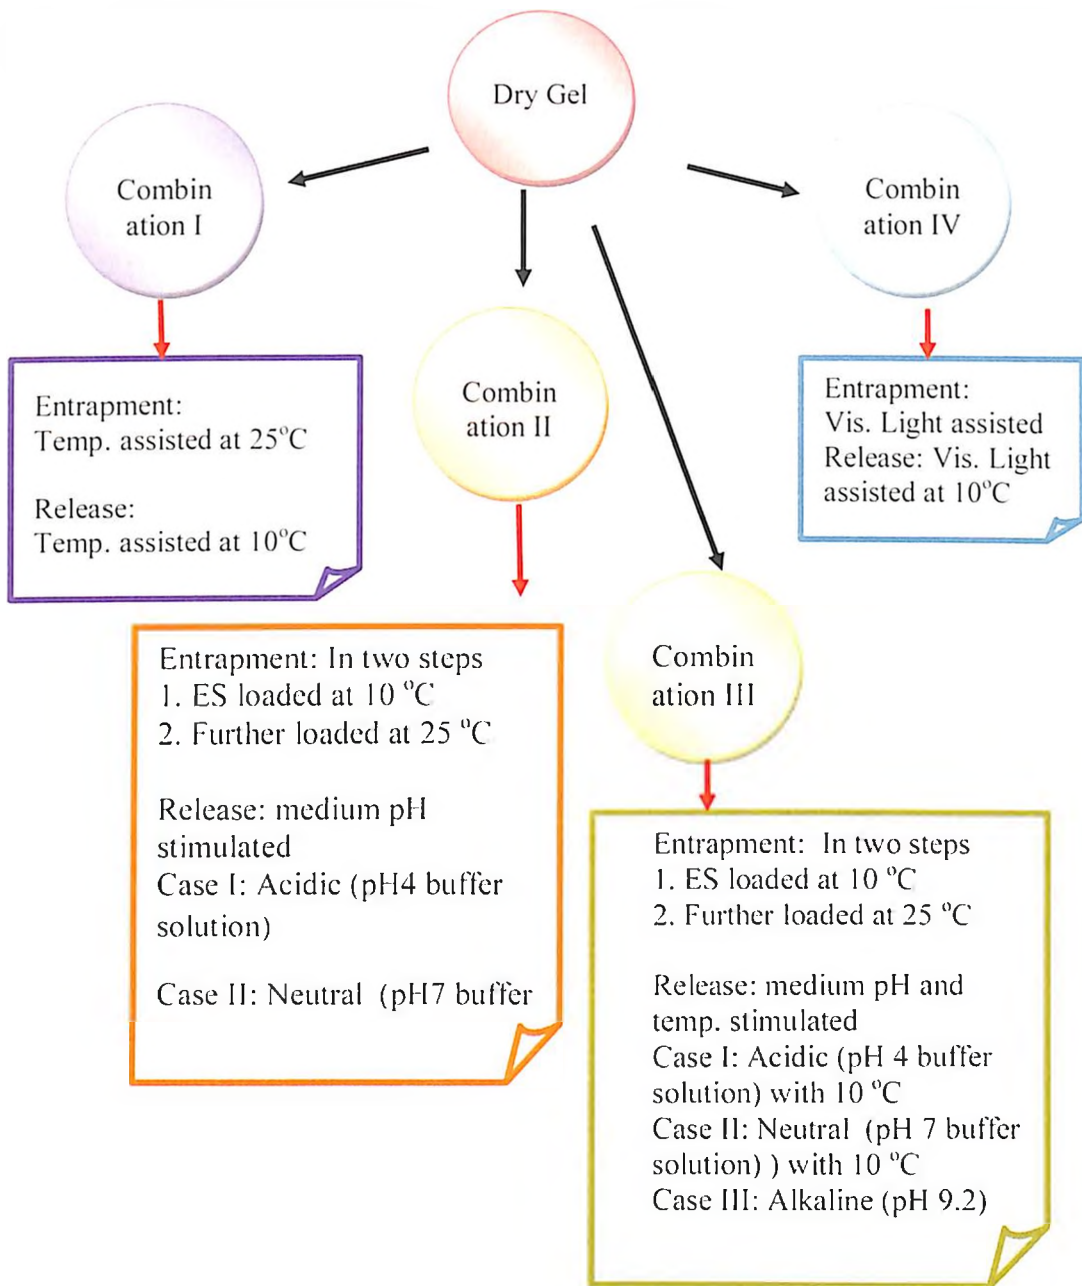 Dry Gel
Combin
ation I
Combin
ation IV
Combin
ation II
Combin
ation III
Entrapment:
Temp. assisted at 25°C
Release:
Temp. assisted at 10°C
Entrapment:
Vis. Light assisted
Release: Vis. Light
assisted at 10°C
Entrapment: In two steps
1. ES loaded at 10 °C
2. Further loaded at 25 °C
Release: medium pH
stimulated
Case I: Acidic (pH4 buffer
solution)
Case II: Neutral (pH7 buffer
Entrapment: In two steps
1. ES loaded at 10 °C
2. Further loaded at 25 °C
Release: medium pH and
temp. stimulated
Case I: Acidic (pH 4 buffer
solution) with 10 °C
Case II: Neutral (pH 7 buffer
solution) ) with 10 °C
Case III: Alkaline (pH 9.2)